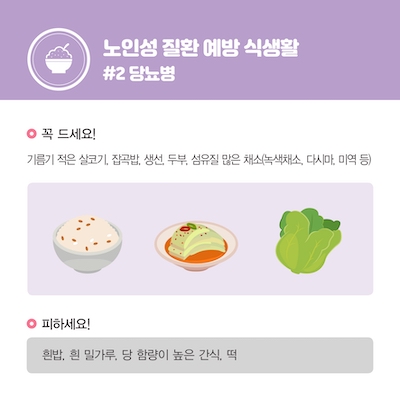 노인성 질환 예방 식생활
#2 당뇨병
꼭 드세요!
기름기 적은 살코기, 잡곡밥, 생선, 두부, 섬유질 많은 채소(녹색채소, 다시마, 미역 등)
피하세요!
흰밥, 흰 밀가루, 당 함량이 높은 간식, 떡